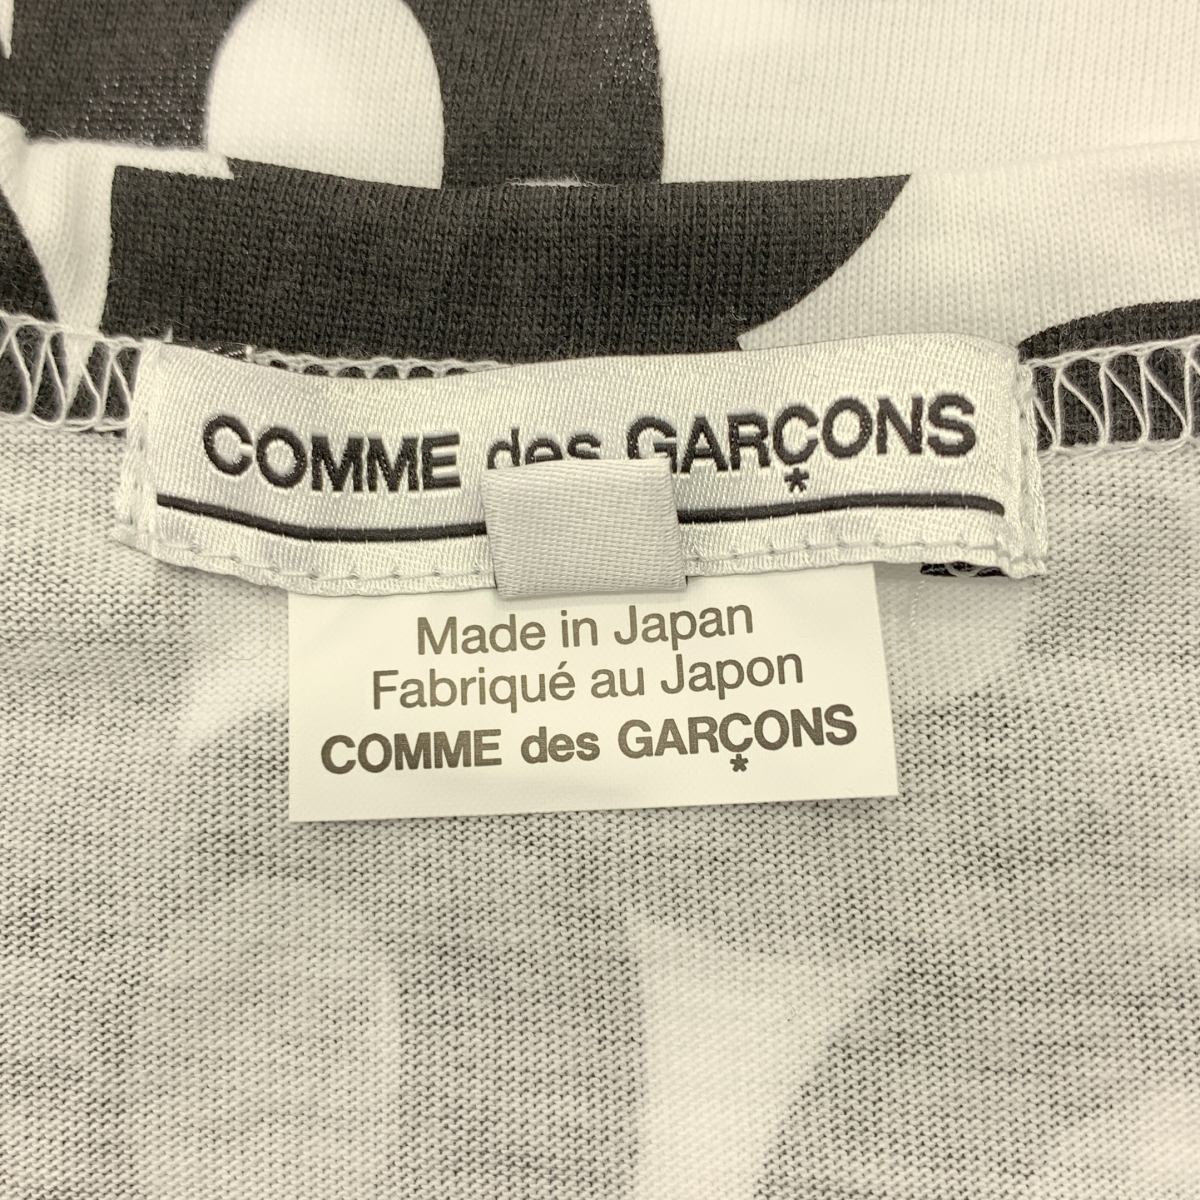 COMME des GARÇONS
*
Made in Japan
Fabriqué au Japon
COMME des GARÇONS
*